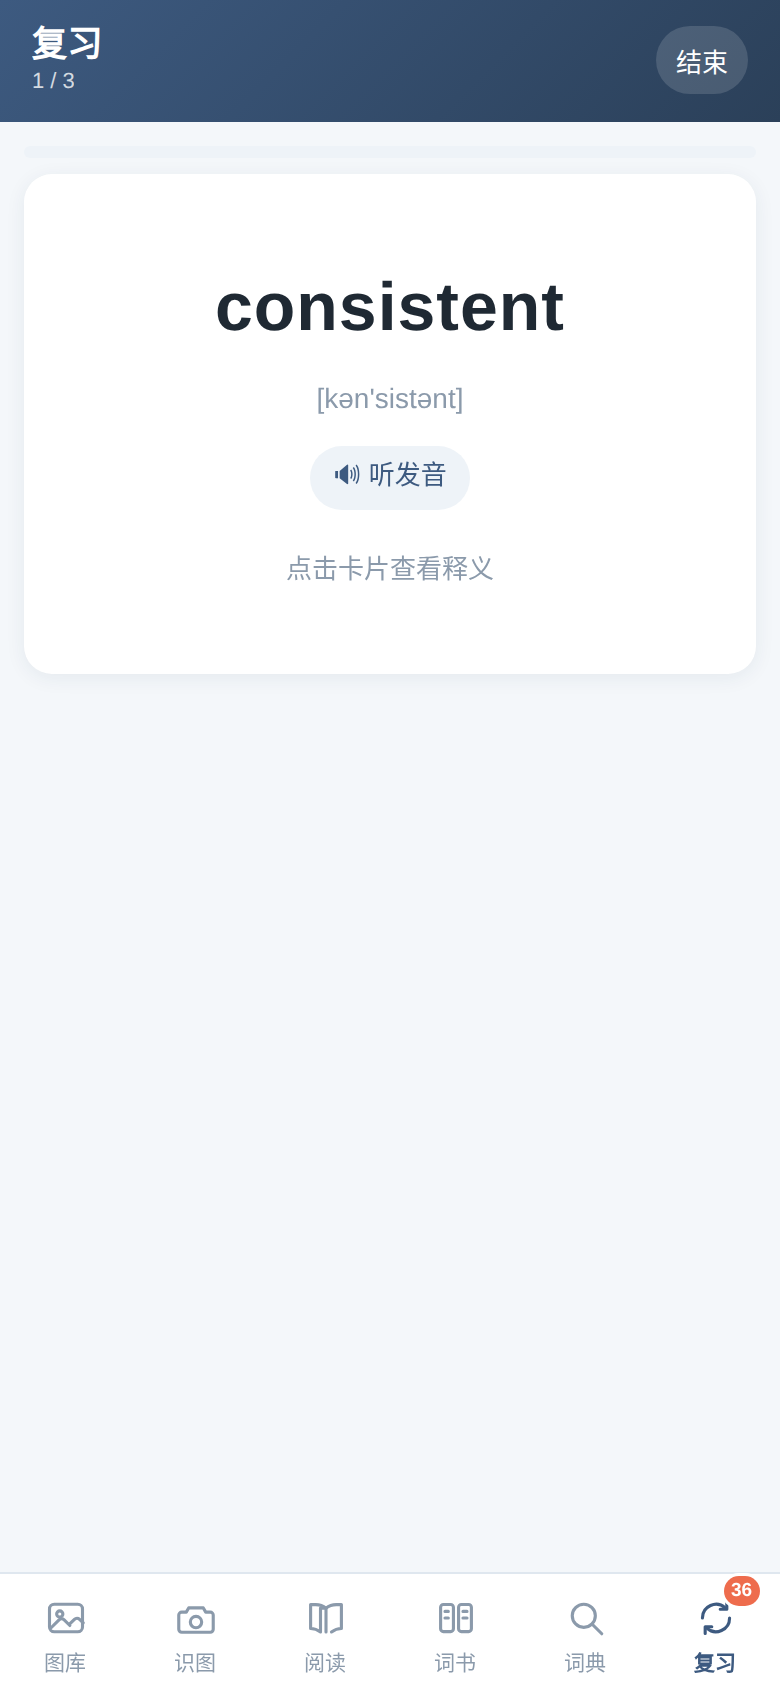 复习
1 / 3
结束
consistent
[kən'sistənt]
听发音
点击卡片查看释义
36
图库
识图
阅读
词书
词典
复习